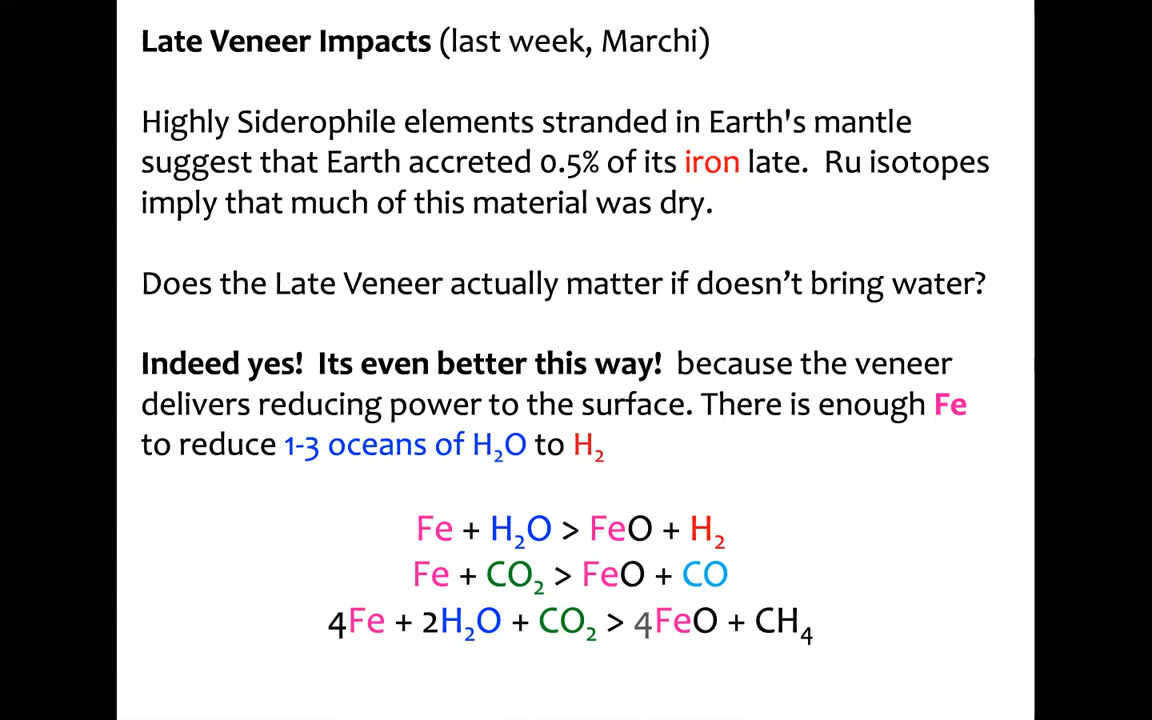 Late Veneer Impacts (last week, Marchi)
Highly Siderophile elements stranded in Earth's mantle
suggest that Earth accreted 0.5% of its iron late.  Ru isotopes
imply that much of this material was dry.
Does the Late Veneer actually matter if doesn’t bring water?
Indeed yes!  Its even better this way!  because the veneer
delivers reducing power to the surface. There is enough Fe
to reduce 1-3 oceans of H₂O to H₂
Fe + H₂O > FeO + H₂
Fe + CO₂ > FeO + CO
4Fe + 2H₂O + CO₂ > 4FeO + CH₄